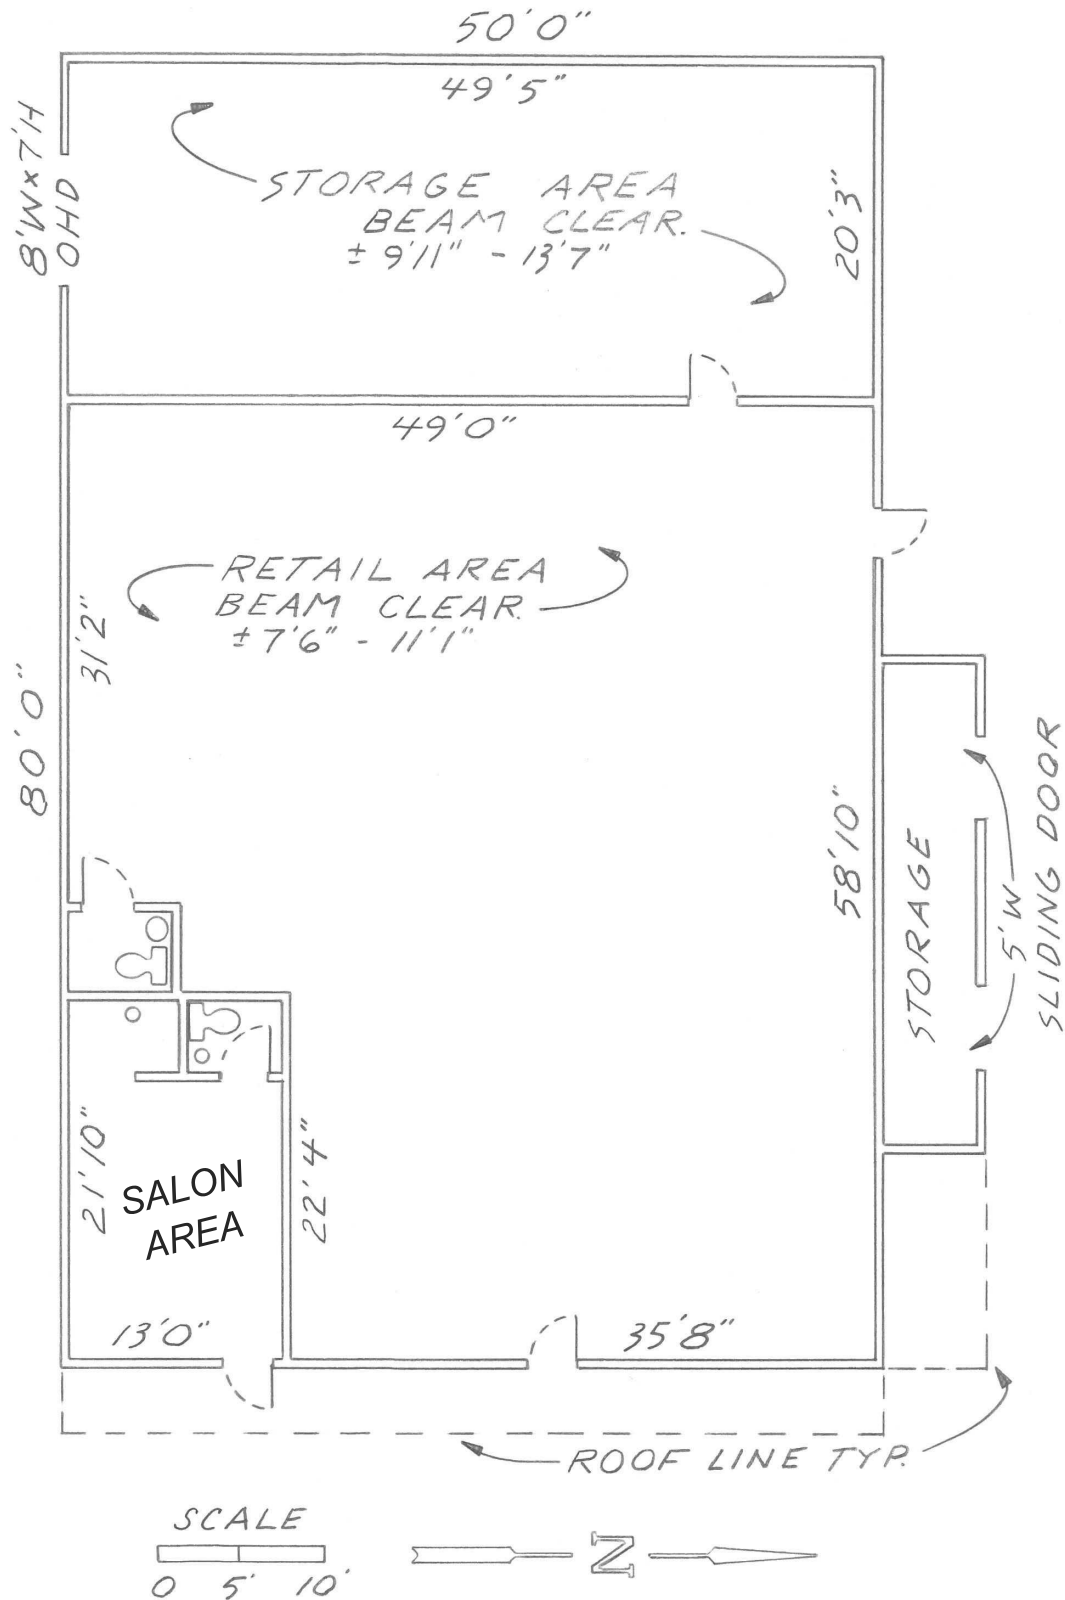 50'0"
49'5"
8'W x 7'H
OHD
STORAGE AREA
BEAM CLEAR.
± 9'11" - 13'7"
20'3"
49'0"
RETAIL AREA
BEAM CLEAR.
± 7'6" - 11'1"
31'2"
80'0"
58'10"
STORAGE
5'W
SLIDING DOOR
21'10"
SALON
AREA
22'4"
13'0"
35'8"
ROOF LINE TYP.
SCALE
0 5' 10'
N